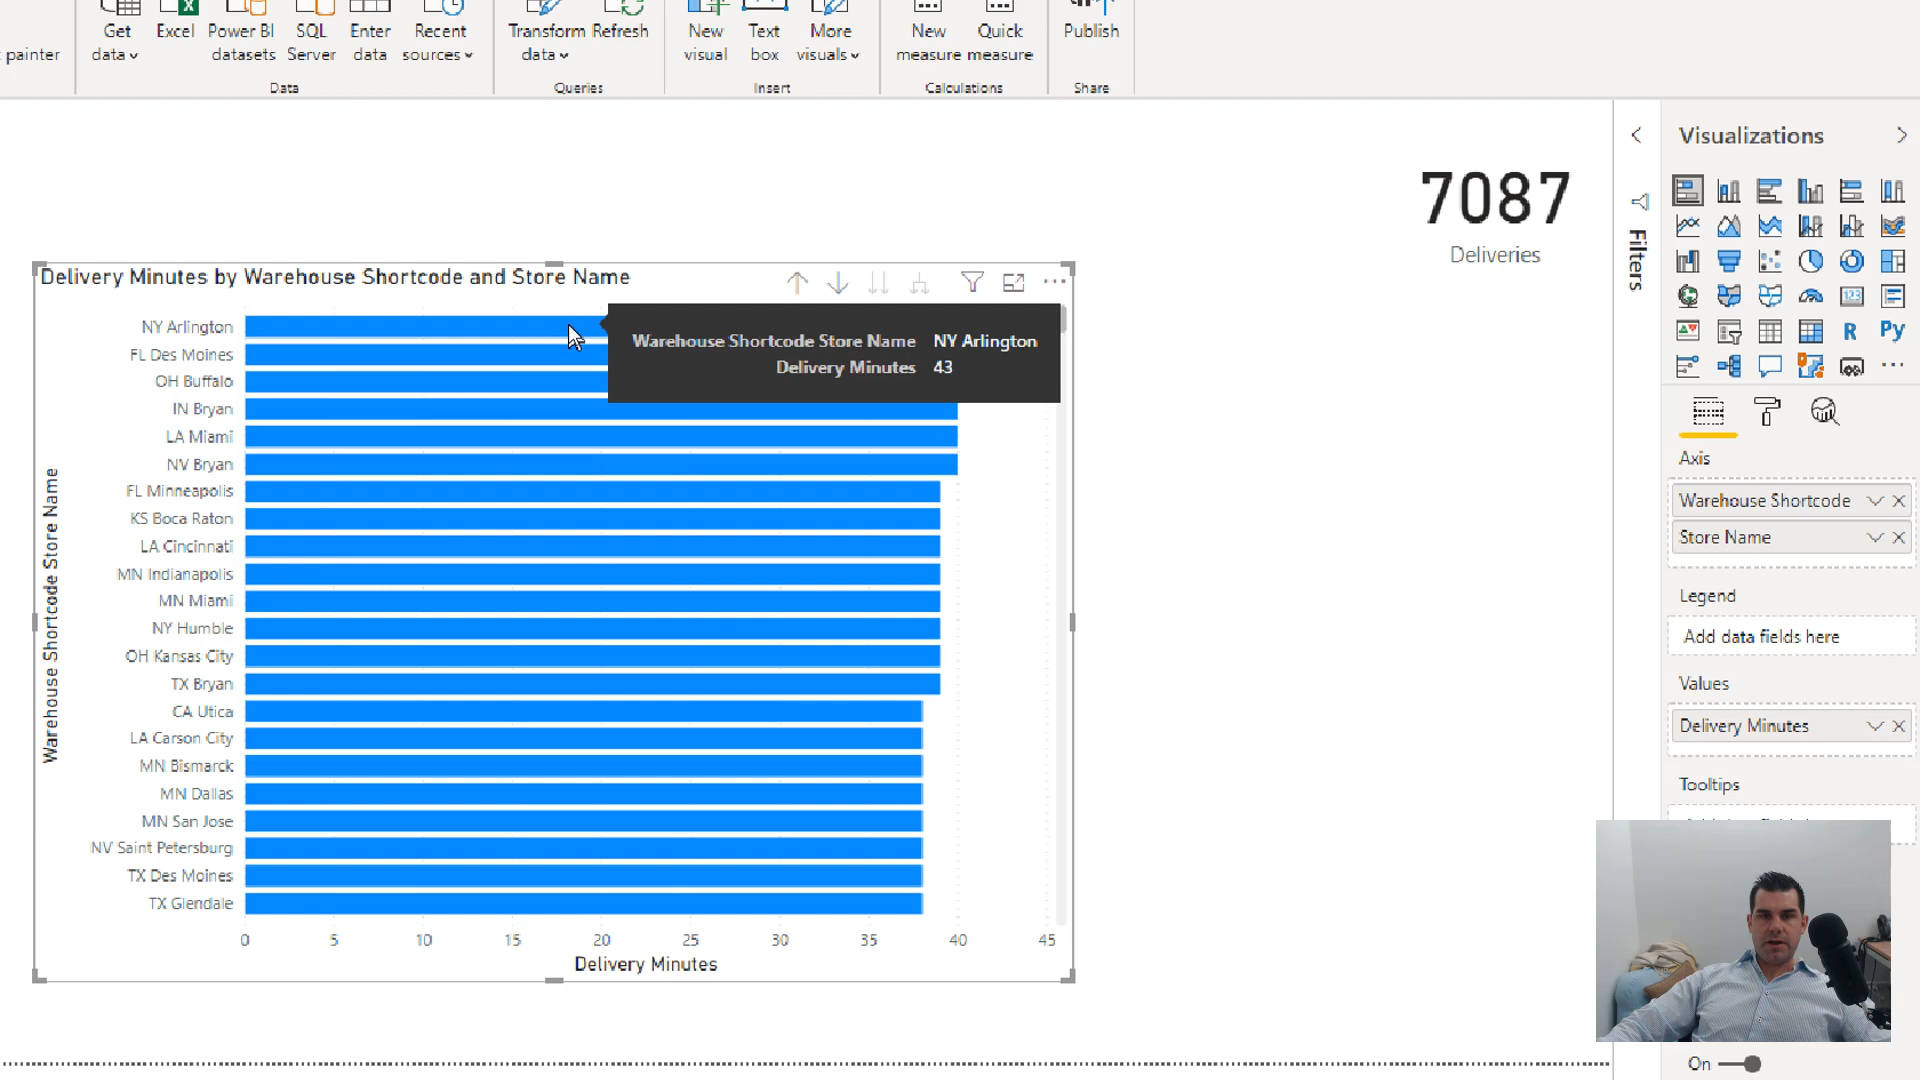 painter
Get data
Excel
Power BI datasets
SQL Server
Enter data
Recent sources
Data
Transform data
Refresh
Queries
New visual
Text box
More visuals
Insert
New measure
Quick measure
Calculations
Publish
Share
7087
Deliveries
Delivery Minutes by Warehouse Shortcode and Store Name
NY Arlington
FL Des Moines
OH Buffalo
IN Bryan
LA Miami
NV Bryan
FL Minneapolis
KS Boca Raton
LA Cincinnati
MN Indianapolis
MN Miami
NY Humble
OH Kansas City
TX Bryan
CA Utica
LA Carson City
MN Bismarck
MN Dallas
MN San Jose
NV Saint Petersburg
TX Des Moines
TX Glendale
Warehouse Shortcode Store Name
Warehouse Shortcode Store Name NY Arlington
Delivery Minutes 43
0 5 10 15 20 25 30 35 40 45
Delivery Minutes
Filters
Visualizations
123
R
Py
Axis
Warehouse Shortcode
Store Name
Legend
Add data fields here
Values
Delivery Minutes
Tooltips
On